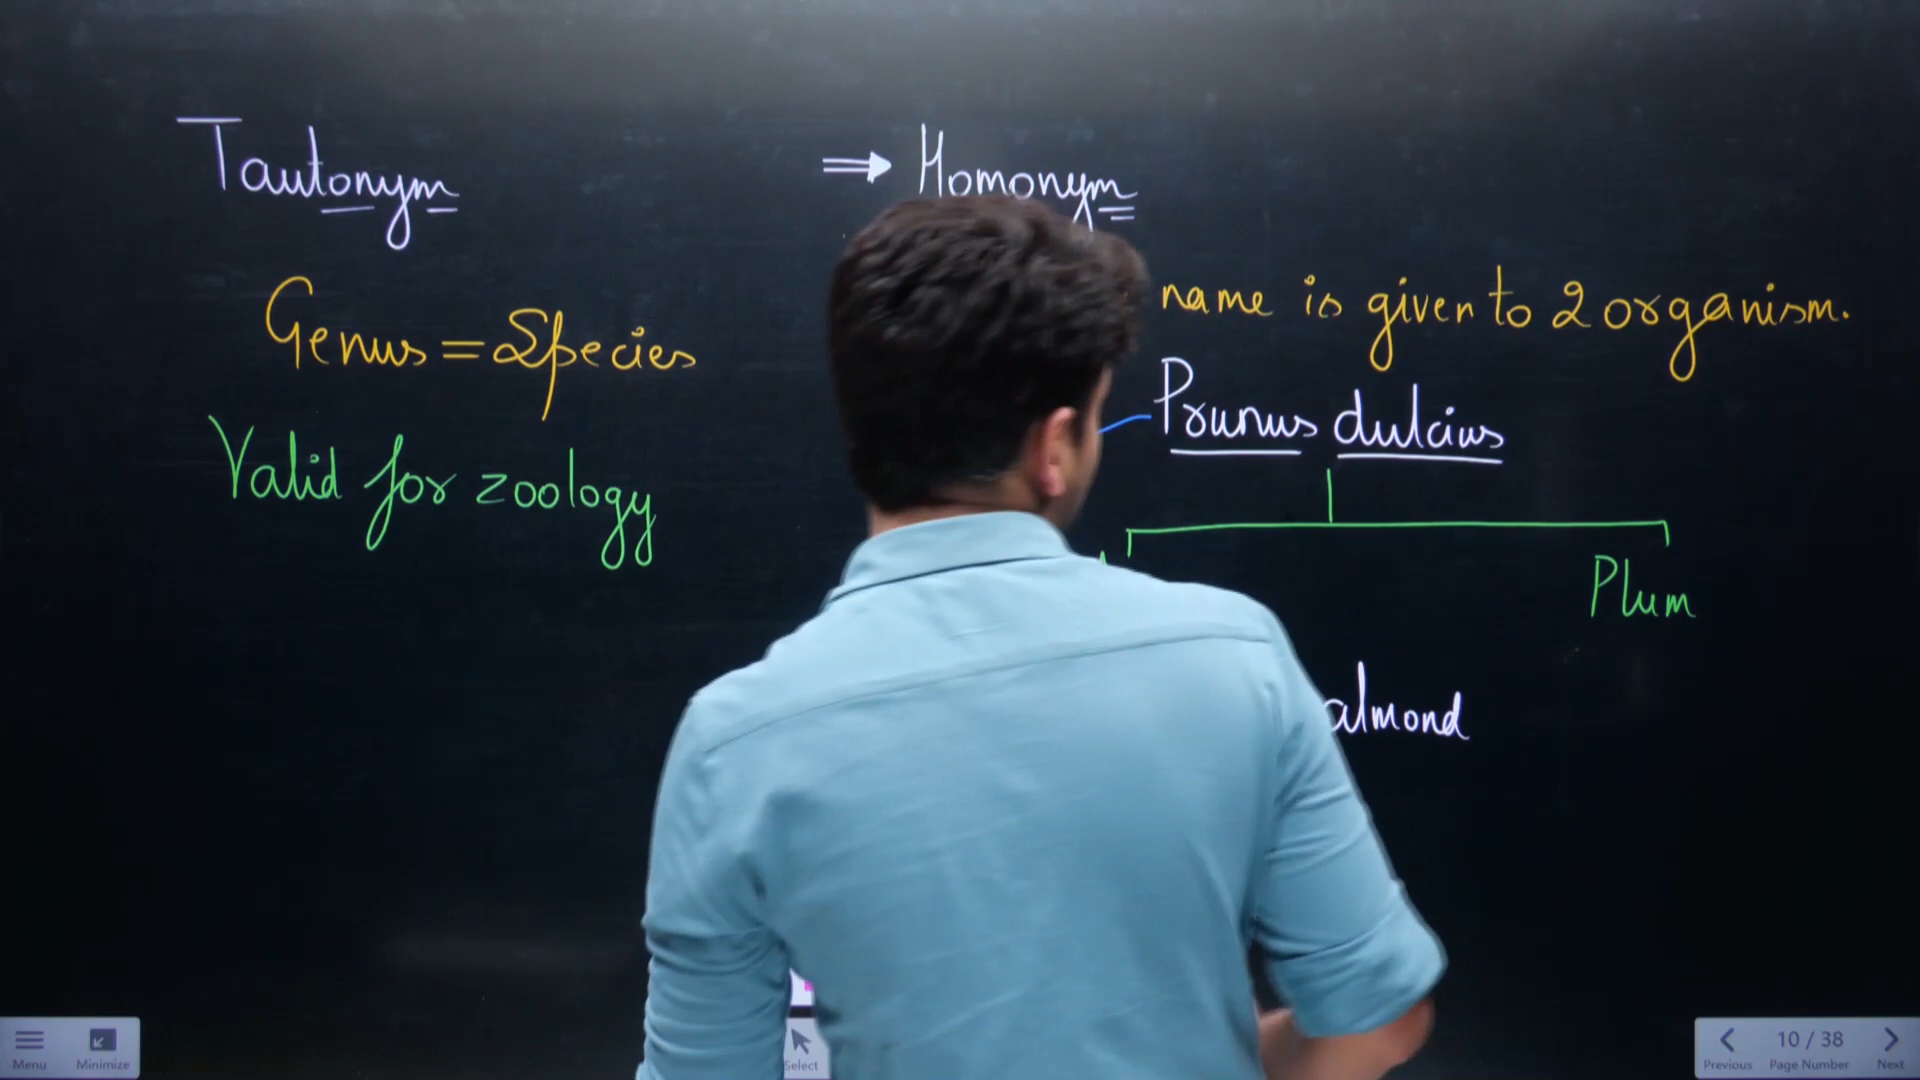 Tautonym
⇒ Homonym
Genus = Species
name is given to 2 organism.
Prunus dulcius
Valid for zoology
Plum
almond
Menu
Minimize
Select
10 / 38
Previous
Page Number
Next